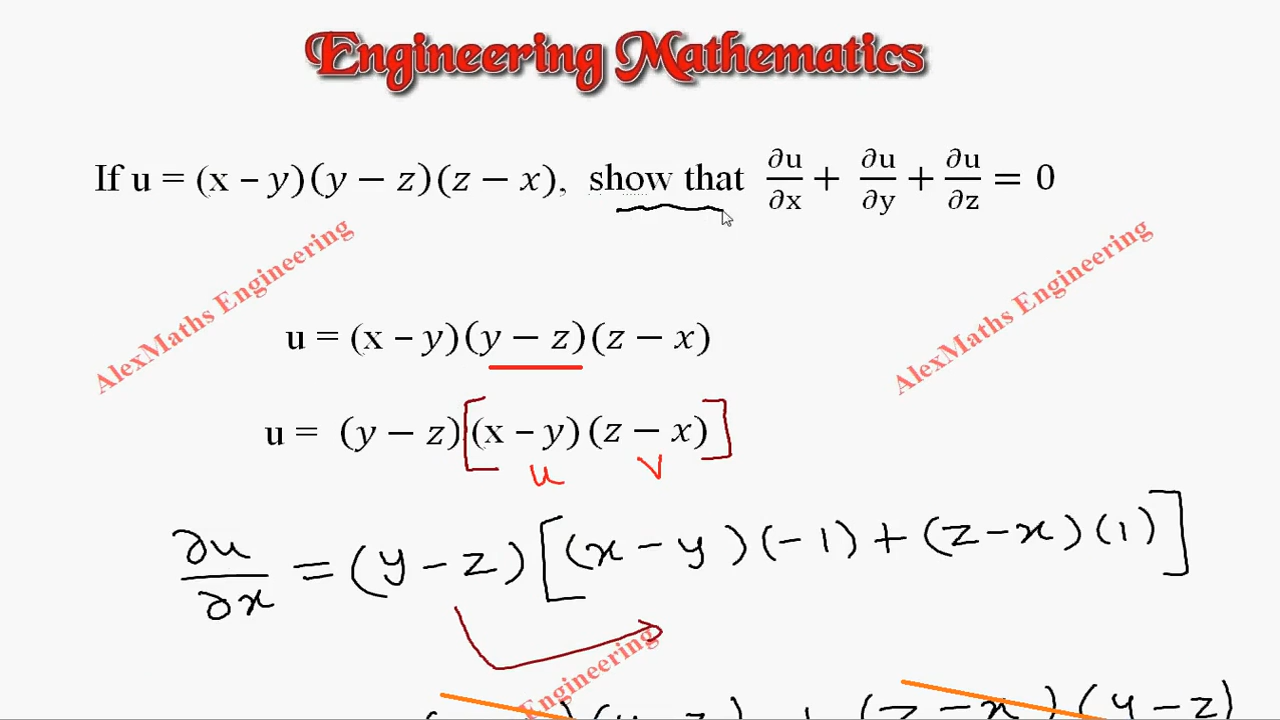 Engineering Mathematics
If u = (x – y)(y − z)(z − x), show that ∂u/∂x + ∂u/∂y + ∂u/∂z = 0
AlexMaths Engineering
AlexMaths Engineering
u = (x – y)(y − z)(z − x)
u = (y − z)[(x – y)(z − x)]
u v
∂u/∂x = (y − z)[(x − y)(−1) + (z − x)(1)]
Engineering
+ (z − x)(y − z)